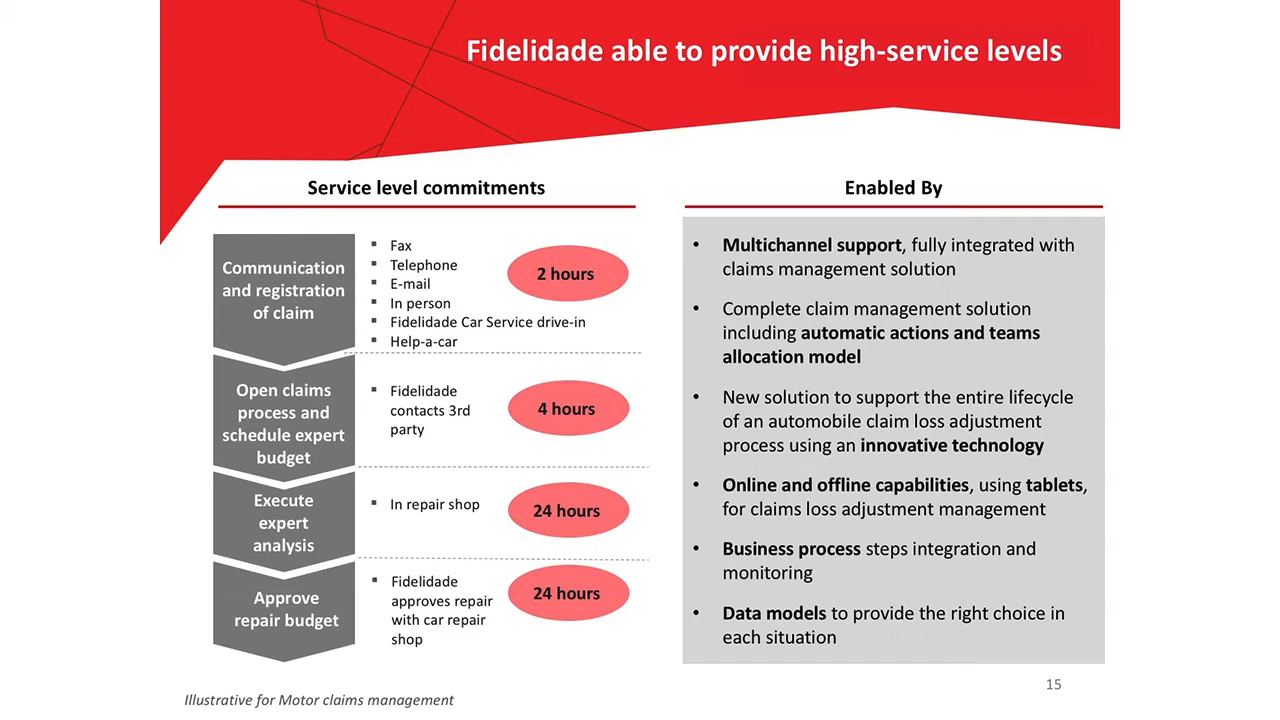 Fidelidade able to provide high-service levels
Service level commitments
Communication
and registration
of claim
▪ Fax
▪ Telephone
▪ E-mail
▪ In person
▪ Fidelidade Car Service drive-in
▪ Help-a-car
2 hours
Open claims
process and
schedule expert
budget
▪ Fidelidade
contacts 3rd
party
4 hours
Execute
expert
analysis
▪ In repair shop
24 hours
Approve
repair budget
▪ Fidelidade
approves repair
with car repair
shop
24 hours
Enabled By
• Multichannel support, fully integrated with
claims management solution
• Complete claim management solution
including automatic actions and teams
allocation model
• New solution to support the entire lifecycle
of an automobile claim loss adjustment
process using an innovative technology
• Online and offline capabilities, using tablets,
for claims loss adjustment management
• Business process steps integration and
monitoring
• Data models to provide the right choice in
each situation
15
Illustrative for Motor claims management